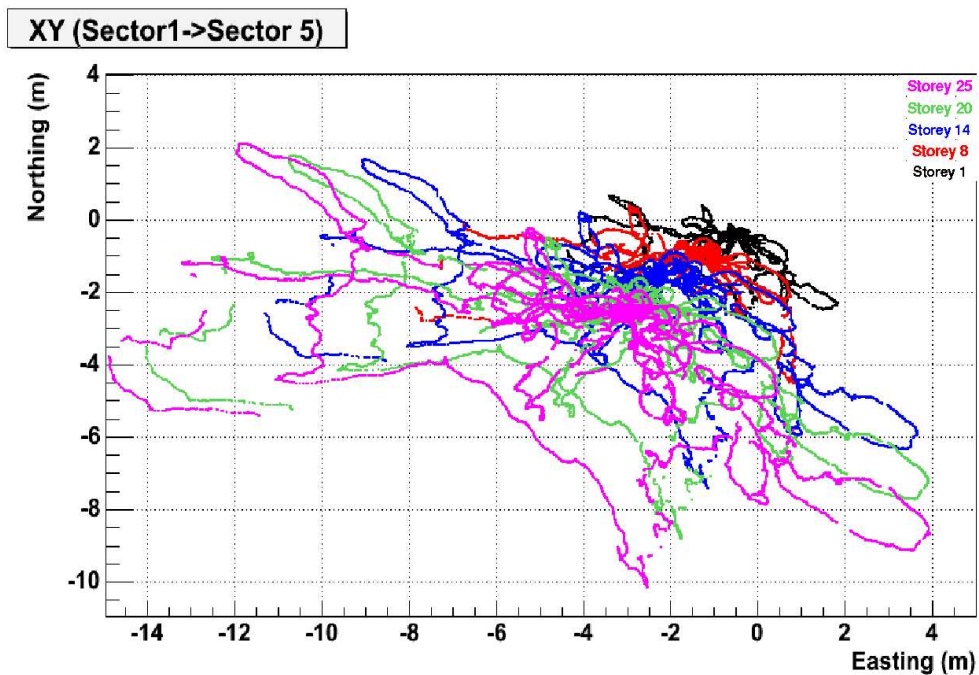 XY (Sector1->Sector 5)
Northing (m)
4
2
0
-2
-4
-6
-8
-10
Storey 25
Storey 20
Storey 14
Storey 8
Storey 1
-14 -12 -10 -8 -6 -4 -2 0 2 4
Easting (m)